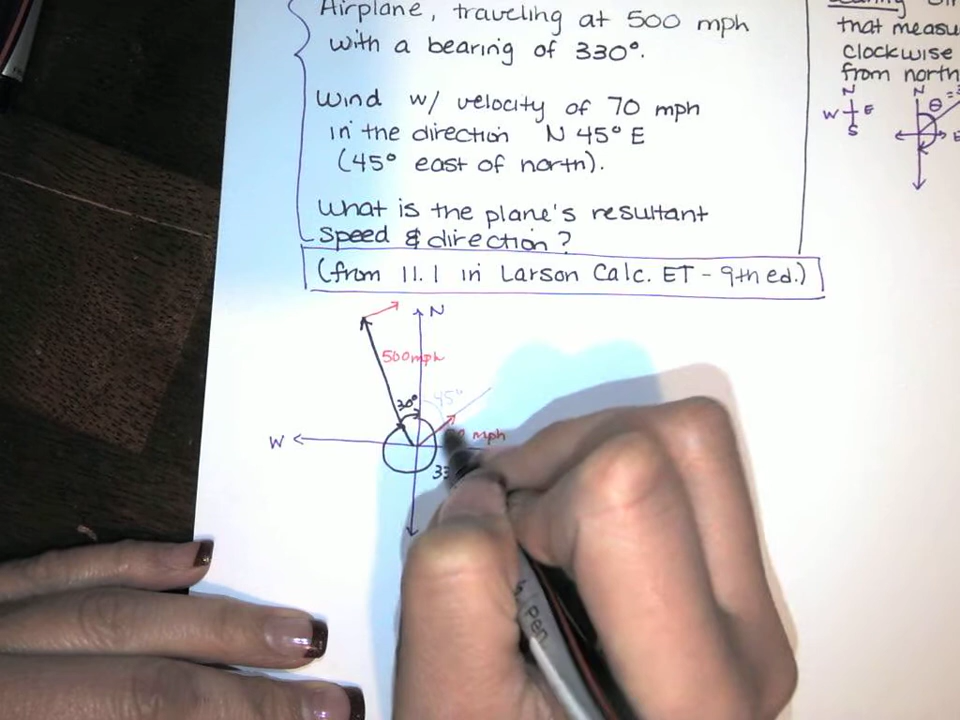 Airplane, traveling at 500 mph
with a bearing of 330°.
Wind w/ velocity of 70 mph
in the direction N 45° E
(45° east of north).
What is the plane's resultant
speed & direction?
(from 11.1 in Larson Calc. ET - 9th ed.)
that
clockwise
from north
N
W E
S
N
θ =
E
N
500mph
30°
45°
mph
W